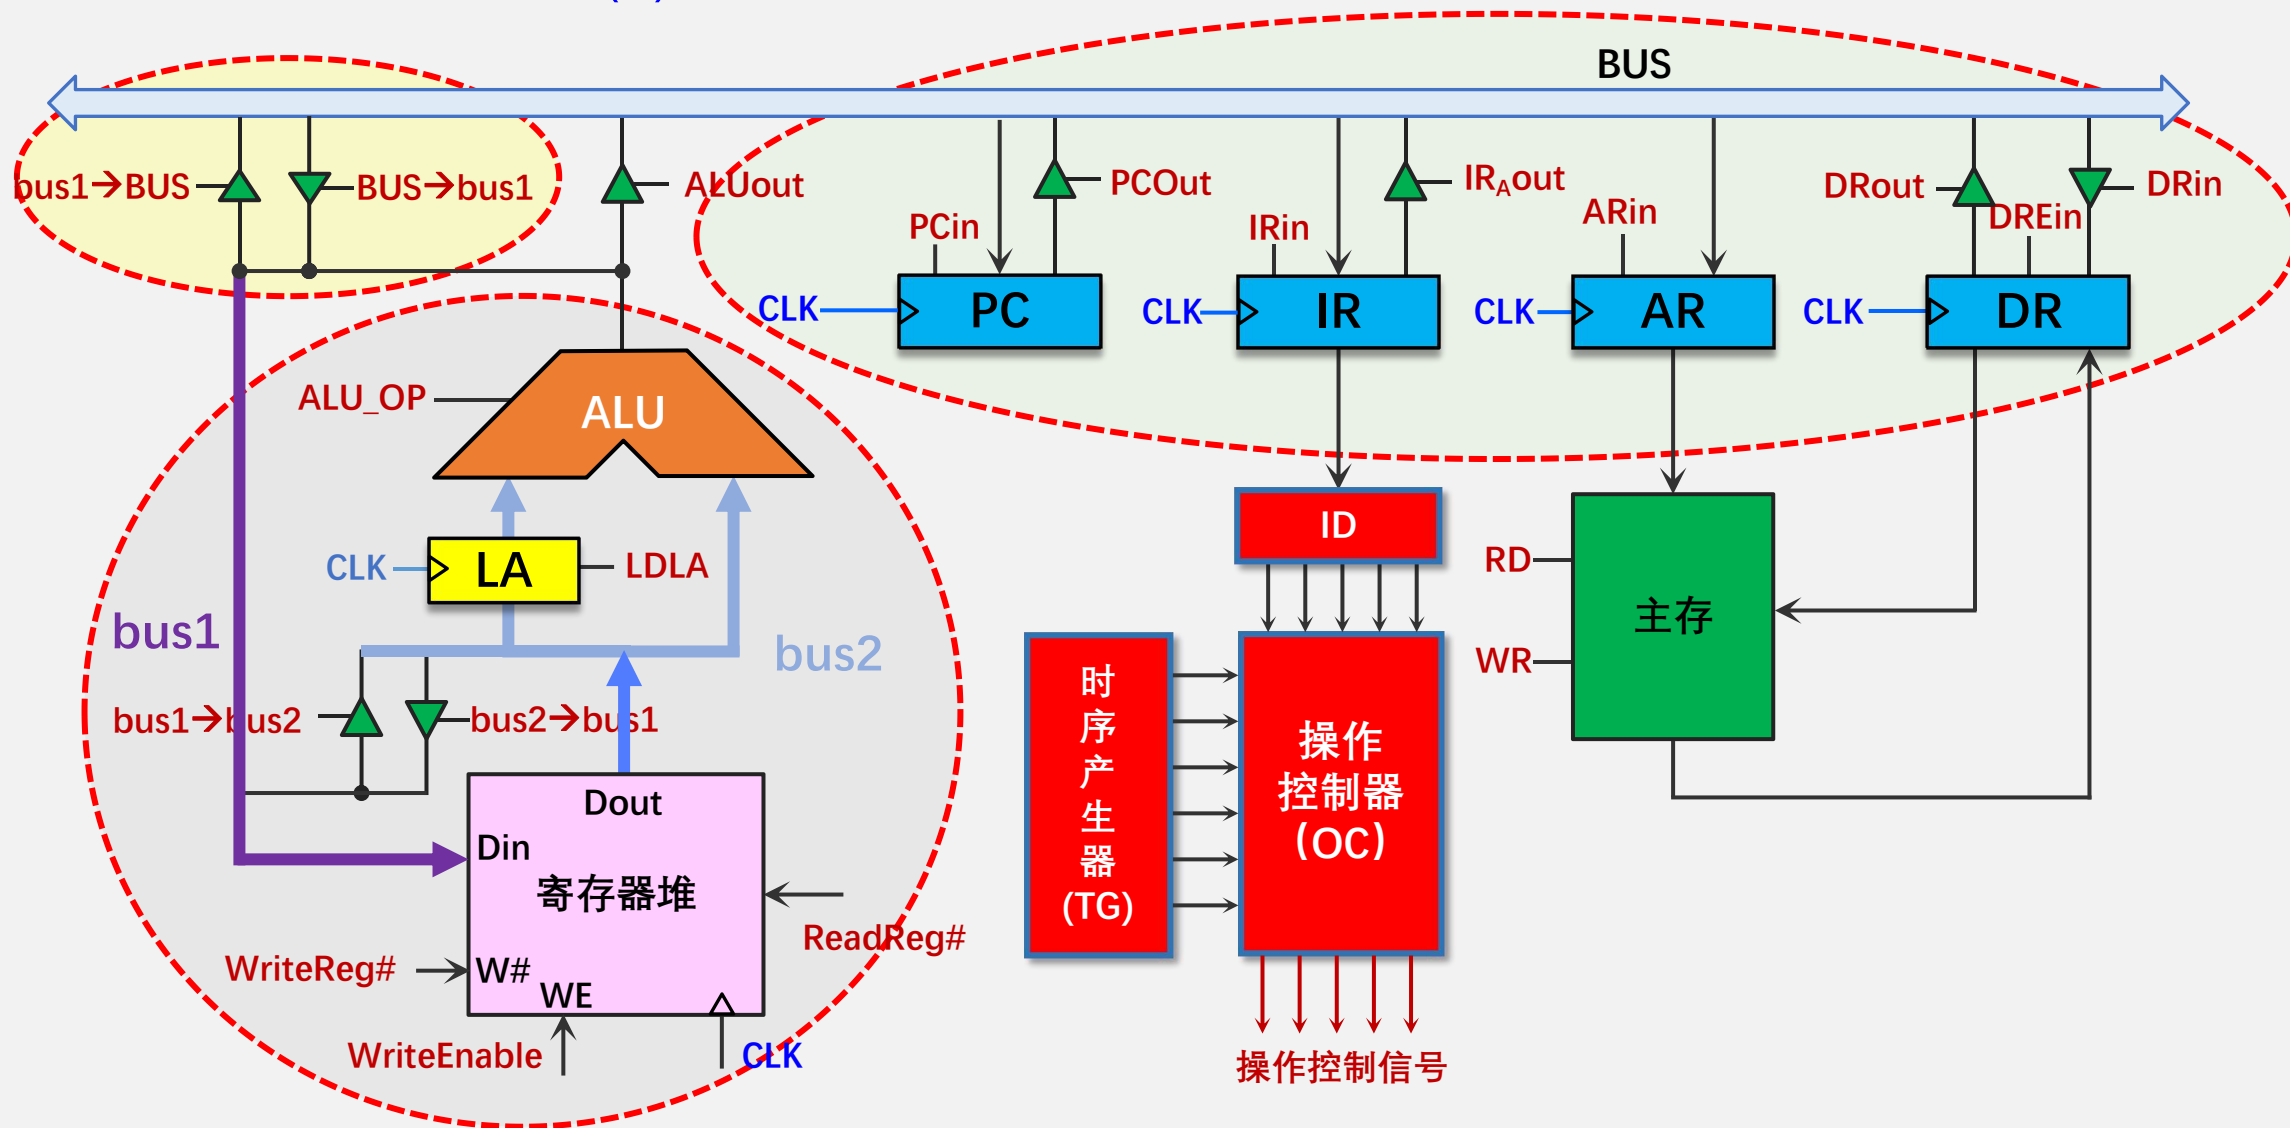 BUS
bus1→BUS
BUS→bus1
ALUout
PCOut
IRAout
DRout
DRin
PCin
IRin
ARin
DREin
CLK
PC
CLK
IR
CLK
AR
CLK
DR
ALU_OP
ALU
CLK
LA
LDLA
bus1
bus2
bus1→bus2
bus2→bus1
Dout
Din
寄存器堆
ReadReg#
WriteReg#
W#
WE
WriteEnable
CLK
ID
时
序
产
生
器
(TG)
操作
控制器
(OC)
操作控制信号
RD
WR
主存